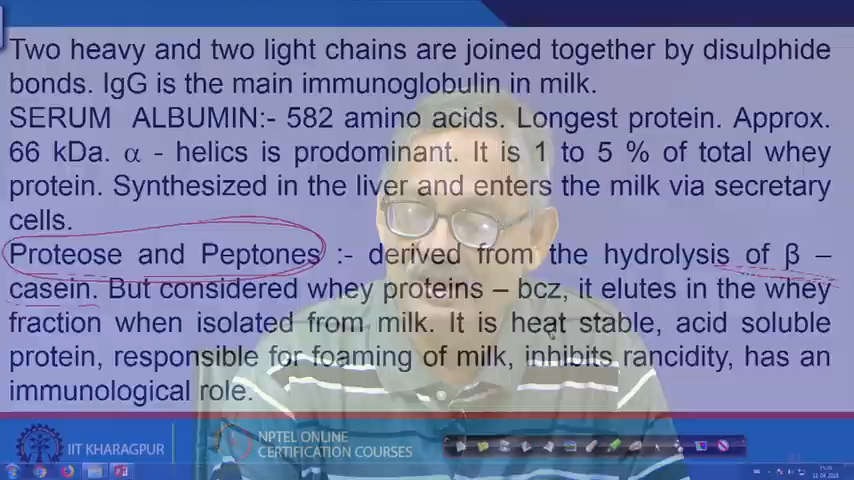 Two heavy and two light chains are joined together by disulphide
bonds. IgG is the main immunoglobulin in milk.
SERUM ALBUMIN:- 582 amino acids. Longest protein. Approx.
66 kDa. α - helics is prodominant. It is 1 to 5 % of total whey
protein. Synthesized in the liver and enters the milk via secretary
cells.
Proteose and Peptones :- derived from the hydrolysis of β –
casein. But considered whey proteins – bcz, it elutes in the whey
fraction when isolated from milk. It is heat stable, acid soluble
protein, responsible for foaming of milk, inhibits rancidity, has an
immunological role.
IIT KHARAGPUR
NPTEL ONLINE
CERTIFICATION COURSES